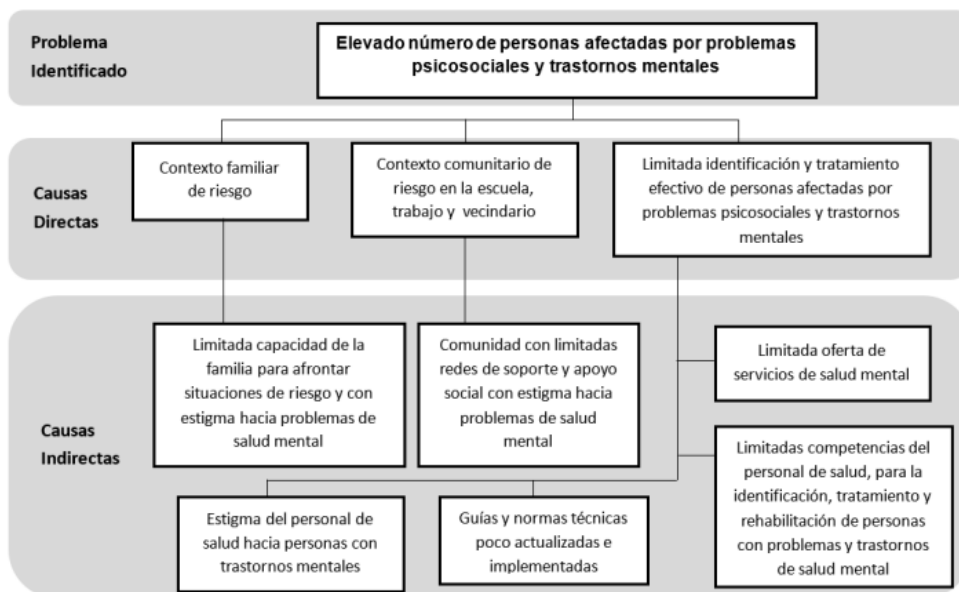 Problema
Identificado
Elevado número de personas afectadas por problemas
psicosociales y trastornos mentales
Causas
Directas
Contexto familiar
de riesgo
Contexto comunitario de
riesgo en la escuela,
trabajo y vecindario
Limitada identificación y tratamiento
efectivo de personas afectadas por
problemas psicosociales y trastornos
mentales
Causas
Indirectas
Limitada capacidad de la
familia para afrontar
situaciones de riesgo y con
estigma hacia problemas de
salud mental
Comunidad con limitadas
redes de soporte y apoyo
social con estigma hacia
problemas de salud
mental
Limitada oferta de
servicios de salud mental
Estigma del personal de
salud hacia personas con
trastornos mentales
Guías y normas técnicas
poco actualizadas e
implementadas
Limitadas competencias del
personal de salud, para la
identificación, tratamiento y
rehabilitación de personas
con problemas y trastornos
de salud mental